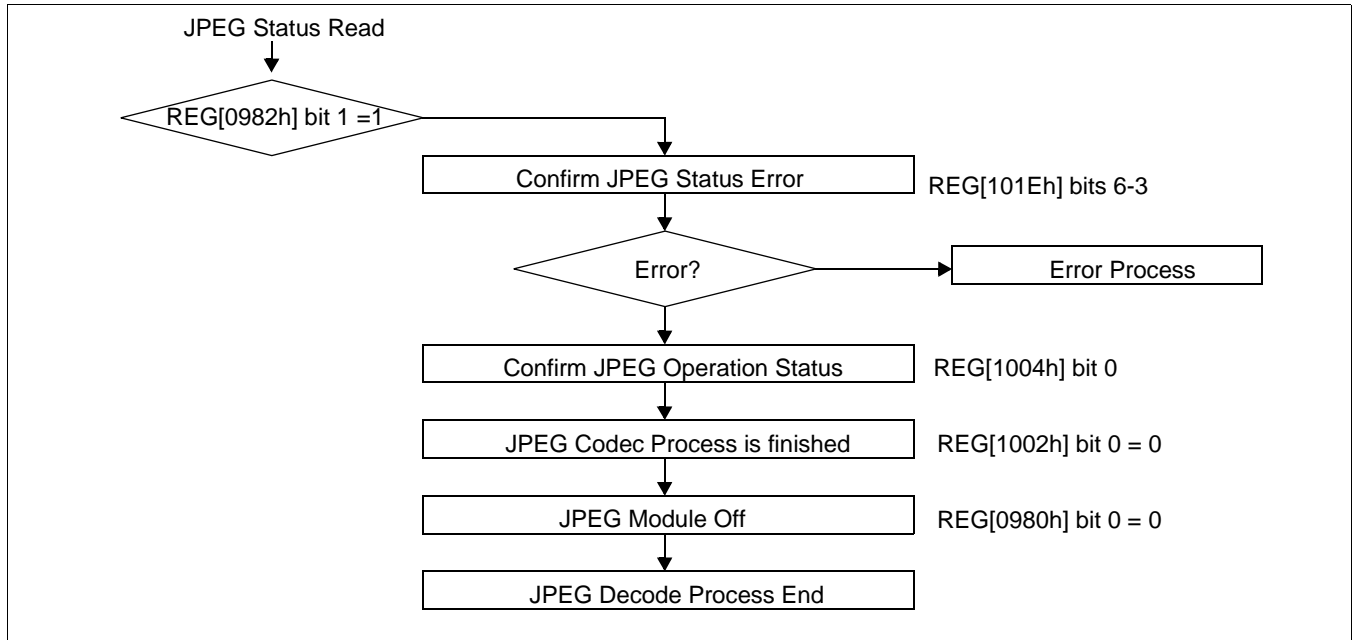 JPEG Status Read
REG[0982h] bit 1 =1
Confirm JPEG Status Error
REG[101Eh] bits 6-3
Error?
Error Process
Confirm JPEG Operation Status
REG[1004h] bit 0
JPEG Codec Process is finished
REG[1002h] bit 0 = 0
JPEG Module Off
REG[0980h] bit 0 = 0
JPEG Decode Process End